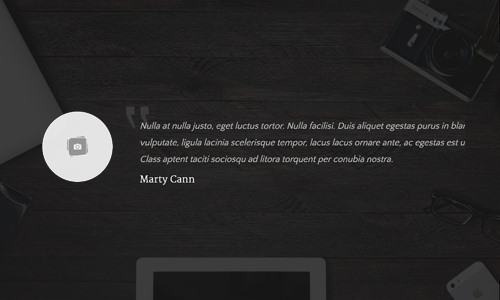 Nulla at nulla justo, eget luctus tortor. Nulla facilisi. Duis aliquet egestas purus in
vulputate, ligula lacinia scelerisque tempor, lacus lacus ornare ante, ac egestas est u
Class aptent taciti sociosqu ad litora torquent per conubia nostra.
Marty Cann